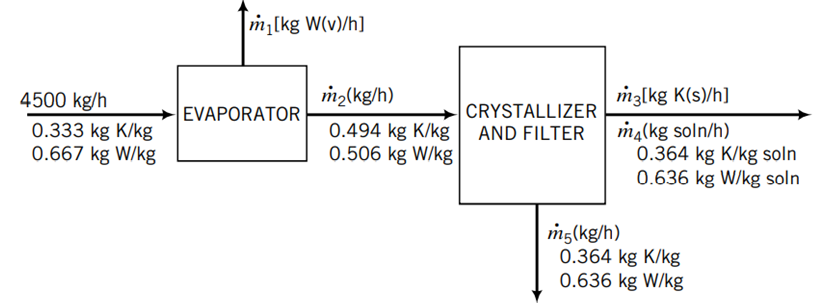 ṁ1[kg W(v)/h]
4500 kg/h
0.333 kg K/kg
0.667 kg W/kg
EVAPORATOR
ṁ2(kg/h)
0.494 kg K/kg
0.506 kg W/kg
CRYSTALLIZER
AND FILTER
ṁ3[kg K(s)/h]
ṁ4(kg soln/h)
0.364 kg K/kg soln
0.636 kg W/kg soln
ṁ5(kg/h)
0.364 kg K/kg
0.636 kg W/kg